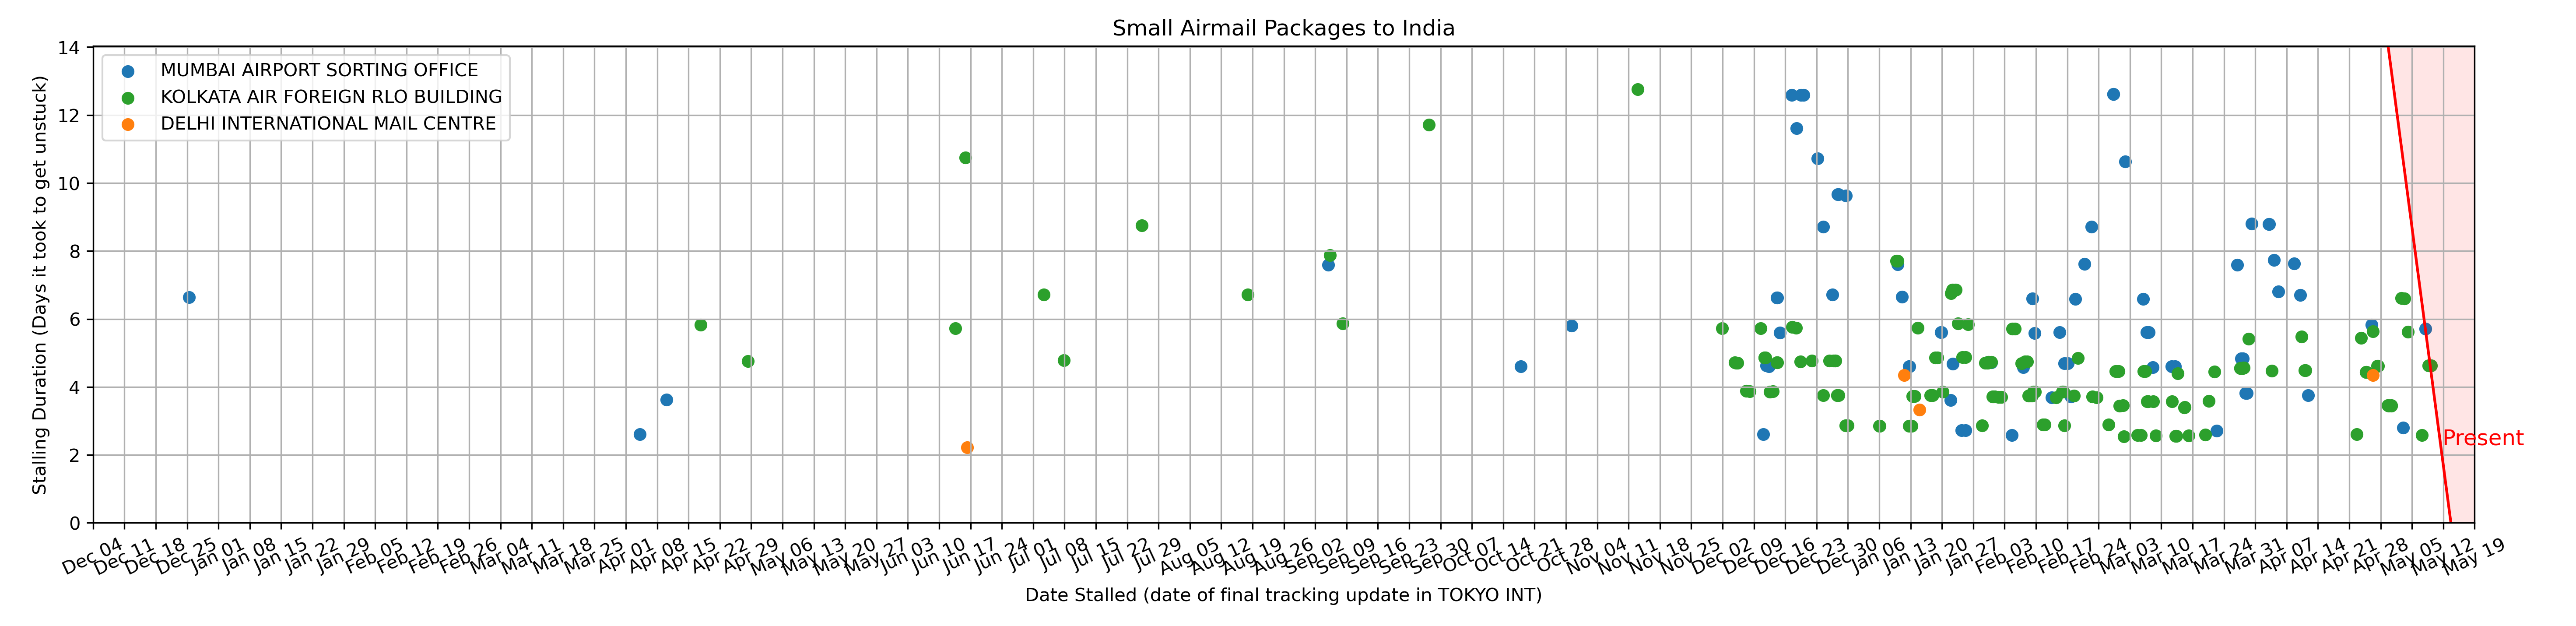 Small Airmail Packages to India
MUMBAI AIRPORT SORTING OFFICE
KOLKATA AIR FOREIGN RLO BUILDING
DELHI INTERNATIONAL MAIL CENTRE
Stalling Duration (Days it took to get unstuck)
14
12
10
8
6
4
2
0
Present
Dec 04
Dec 11
Dec 18
Dec 25
Jan 01
Jan 08
Jan 15
Jan 22
Jan 29
Feb 05
Feb 12
Feb 19
Feb 26
Mar 04
Mar 11
Mar 18
Mar 25
Apr 01
Apr 08
Apr 15
Apr 22
Apr 29
May 06
May 13
May 20
May 27
Jun 03
Jun 10
Jun 17
Jun 24
Jul 01
Jul 08
Jul 15
Jul 22
Jul 29
Aug 05
Aug 12
Aug 19
Aug 26
Sep 02
Sep 09
Sep 16
Sep 23
Sep 30
Oct 07
Oct 14
Oct 21
Oct 28
Nov 04
Nov 11
Nov 18
Nov 25
Dec 02
Dec 09
Dec 16
Dec 23
Dec 30
Jan 06
Jan 13
Jan 20
Jan 27
Feb 03
Feb 10
Feb 17
Feb 24
Mar 03
Mar 10
Mar 17
Mar 24
Mar 31
Apr 07
Apr 14
Apr 21
Apr 28
May 05
May 12
May 19
Date Stalled (date of final tracking update in TOKYO INT)